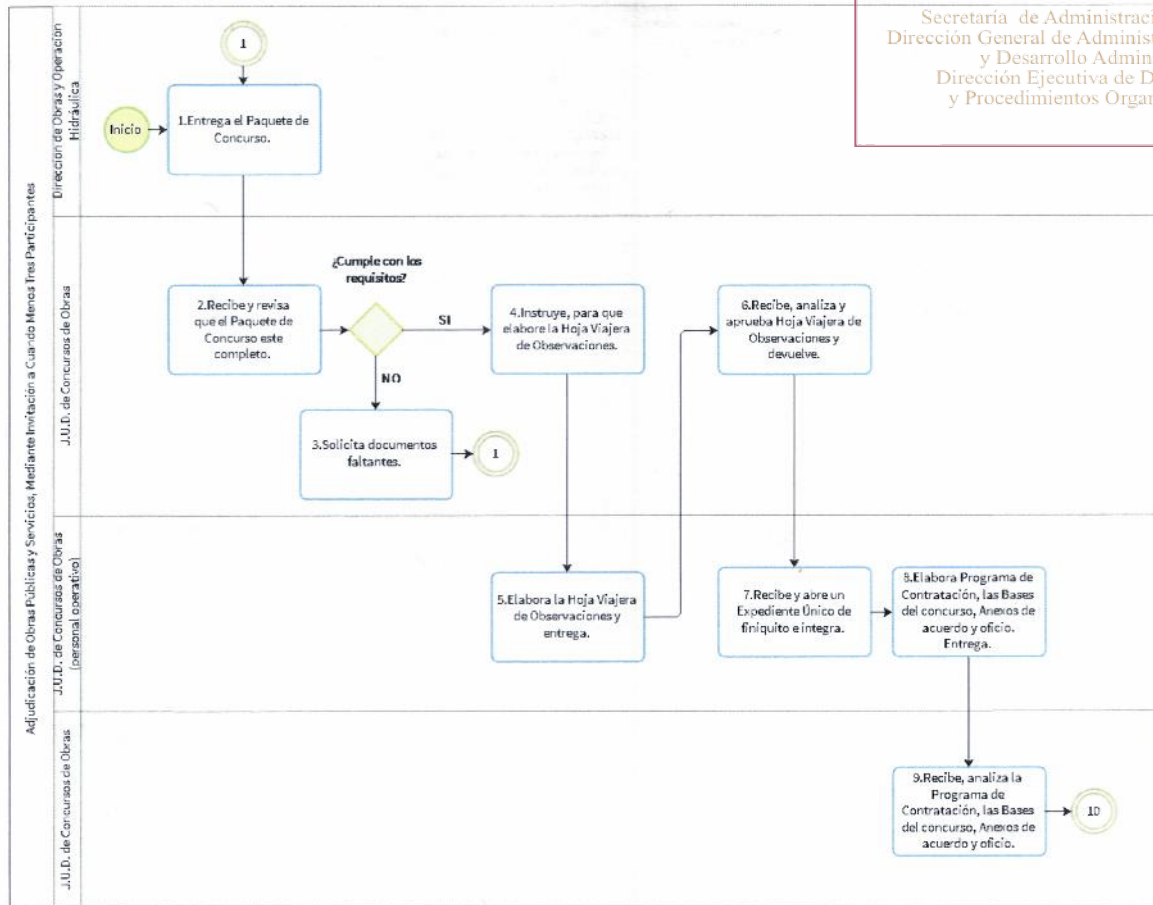 Secretaría de Administraci
Dirección General de Administ
y Desarrollo Admin
Dirección Ejecutiva de D
y Procedimientos Organ
Adjudicación de Obras Públicas y Servicios, Mediante Invitación a Cuando Menos Tres Participantes
Dirección de Obras y Operación
Hidráulica
1
Inicio
1.Entrega el Paquete de
Concurso.
J.U.D. de Concursos de Obras
2.Recibe y revisa
que el Paquete de
Concurso este
completo.
¿Cumple con los
requisitos?
SI
NO
3.Solicita documentos
faltantes.
1
4.Instruye, para que
elabore la Hoja Viajera
de Observaciones.
6.Recibe, analiza y
aprueba Hoja Viajera de
Observaciones y
devuelve.
J.U.D. de Concursos de Obras
(personal operativo)
5.Elabora la Hoja Viajera
de Observaciones y
entrega.
7.Recibe y abre un
Expediente Único de
finiquito e integra.
8.Elabora Programa de
Contratación, las Bases
del concurso, Anexos de
acuerdo y oficio.
Entrega.
J.U.D. de Concursos de Obras
9.Recibe, analiza la
Programa de
Contratación, las Bases
del concurso, Anexos de
acuerdo y oficio.
10